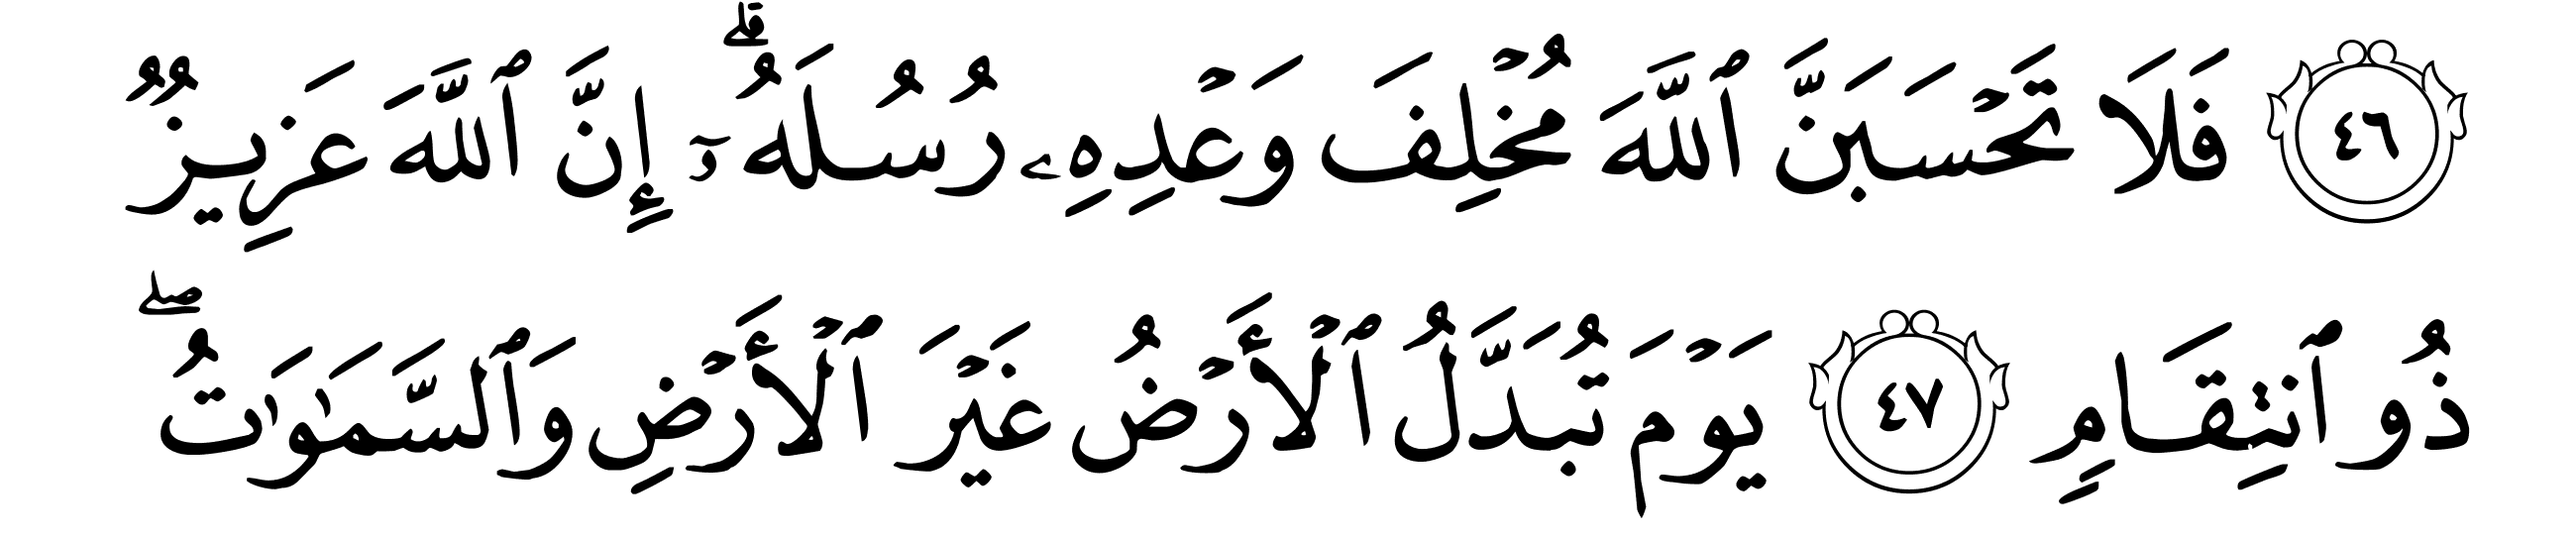 ٤٦ فَلَا تَحْسَبَنَّ ٱللَّهَ مُخْلِفَ وَعْدِهِۦ رُسُلَهُۥٓ ۗ إِنَّ ٱللَّهَ عَزِيزٌ
ذُو ٱنتِقَامٍ ٤٧ يَوْمَ تُبَدَّلُ ٱلْأَرْضُ غَيْرَ ٱلْأَرْضِ وَٱلسَّمَٰوَٰتُ ۖ